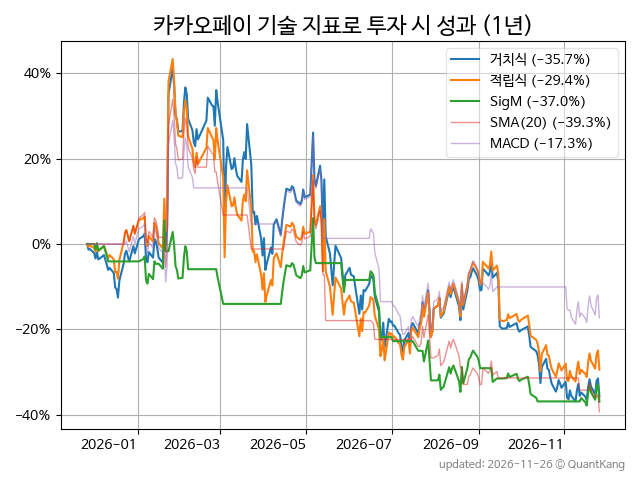 카카오페이 기술 지표로 투자 시 성과 (1년)
거치식 (−35.7%)
적립식 (−29.4%)
SigM (−37.0%)
SMA(20) (−39.3%)
MACD (−17.3%)
40%
20%
0%
−20%
−40%
2026−01
2026−03
2026−05
2026−07
2026−09
2026−11
updated: 2026-11-26 © QuantKang